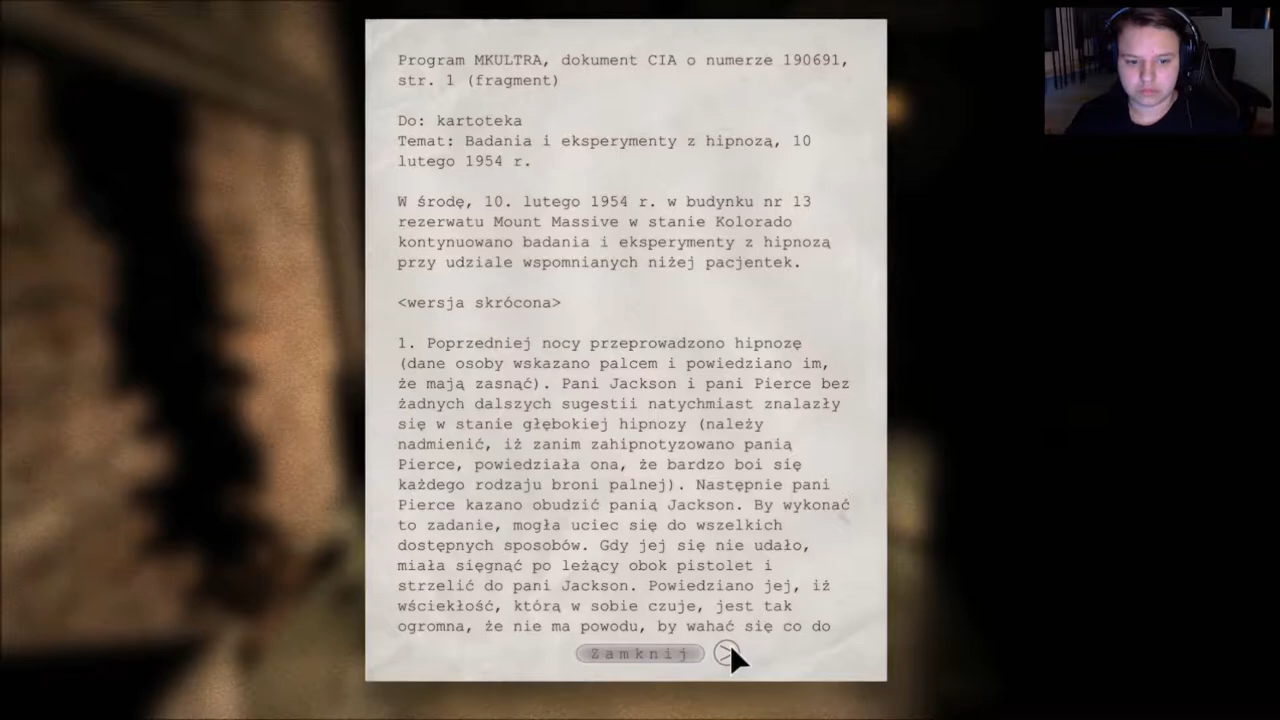 Program MKULTRA, dokument CIA o numerze 190691,
str. 1 (fragment)
Do: kartoteka
Temat: Badania i eksperymenty z hipnozą, 10
lutego 1954 r.
W środę, 10. lutego 1954 r. w budynku nr 13
rezerwatu Mount Massive w stanie Kolorado
kontynuowano badania i eksperymenty z hipnozą
przy udziale wspomnianych niżej pacjentek.
<wersja skrócona>
1. Poprzedniej nocy przeprowadzono hipnozę
(dane osoby wskazano palcem i powiedziano im,
że mają zasnąć). Pani Jackson i pani Pierce bez
żadnych dalszych sugestii natychmiast znalazły
się w stanie głębokiej hipnozy (należy
nadmienić, iż zanim zahipnotyzowano panią
Pierce, powiedziała ona, że bardzo boi się
każdego rodzaju broni palnej). Następnie pani
Pierce kazano obudzić panią Jackson. By wykonać
to zadanie, mogła uciec się do wszelkich
dostępnych sposobów. Gdy jej się nie udało,
miała sięgnąć po leżący obok pistolet i
strzelić do pani Jackson. Powiedziano jej, iż
wściekłość, którą w sobie czuje, jest tak
ogromna, że nie ma powodu, by wahać się co do
Zamknij >